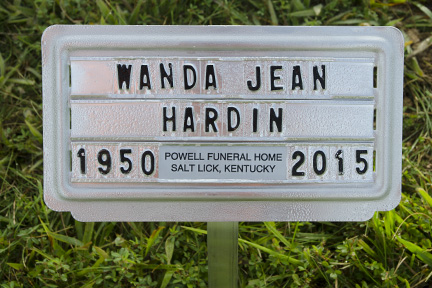 WANDA JEAN
HARDIN
1950 POWELL FUNERAL HOME 2015
SALT LICK, KENTUCKY